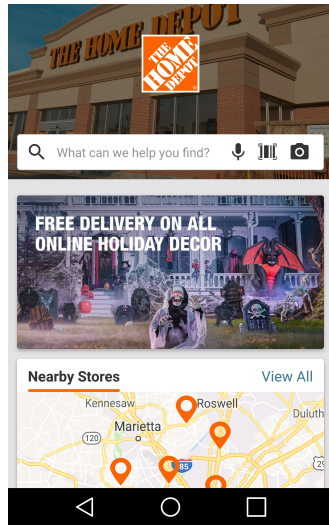 THE HOME DEPOT
THE
HOME
DEPOT
What can we help you find?
FREE DELIVERY ON ALL
ONLINE HOLIDAY DECOR
RIP
Nearby Stores
View All
Kennesaw
Roswell
Duluth
Marietta
120
85